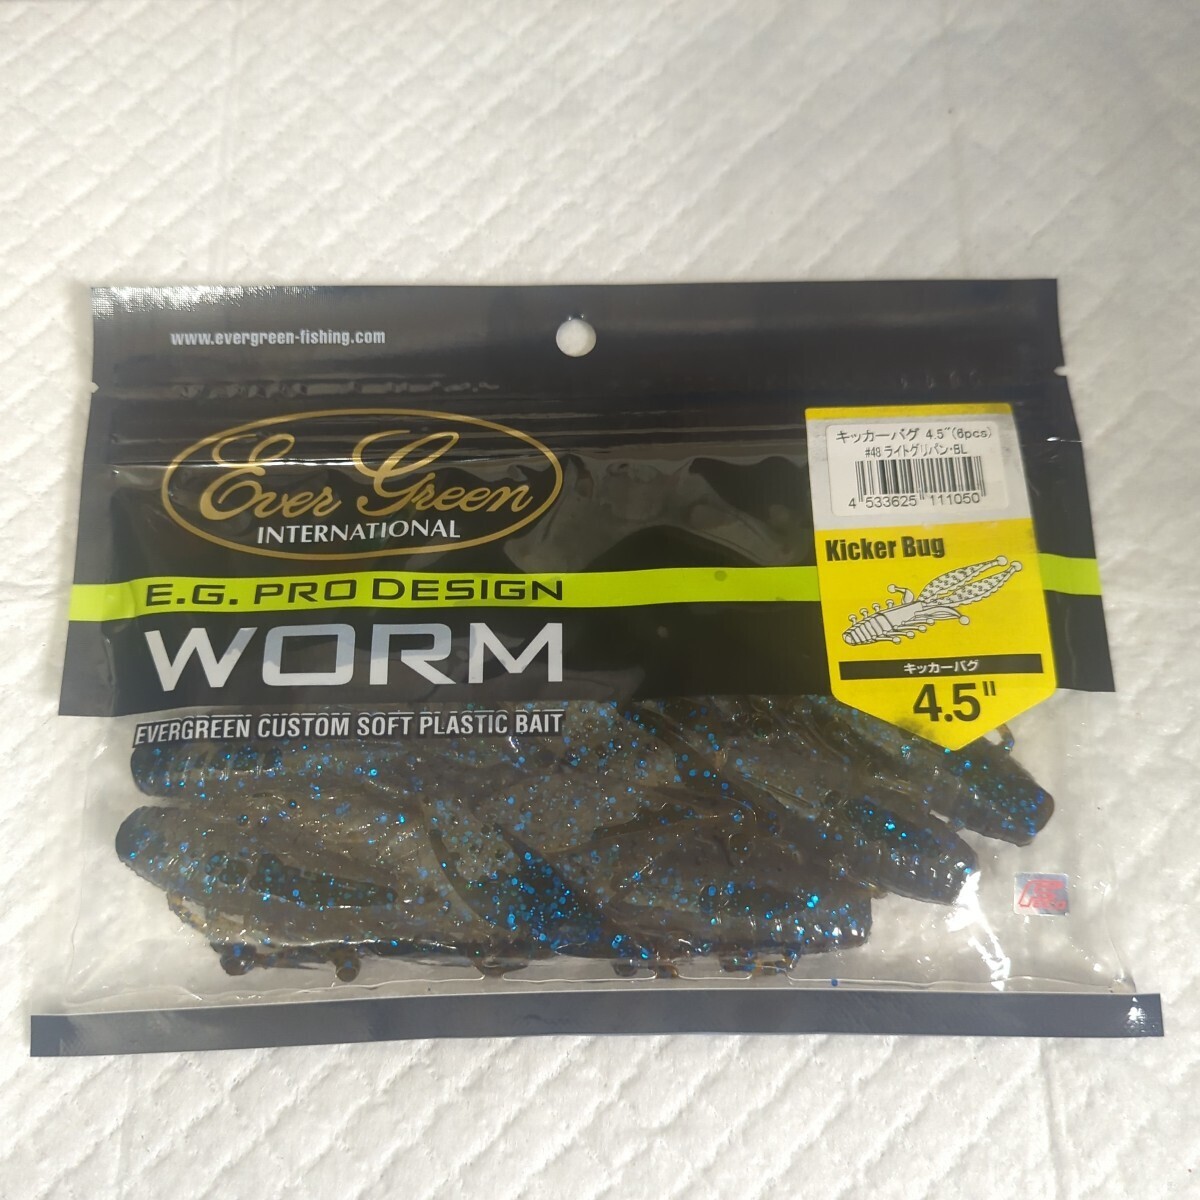 www.evergreen-fishing.com
Ever Green
INTERNATIONAL
E.G. PRO DESIGN
WORM
EVERGREEN CUSTOM SOFT PLASTIC BAIT
キッカーバグ 4.5"(6pcs)
#48 ライトグリパン・BL
4 533625 111050
Kicker Bug
キッカーバグ
4.5"